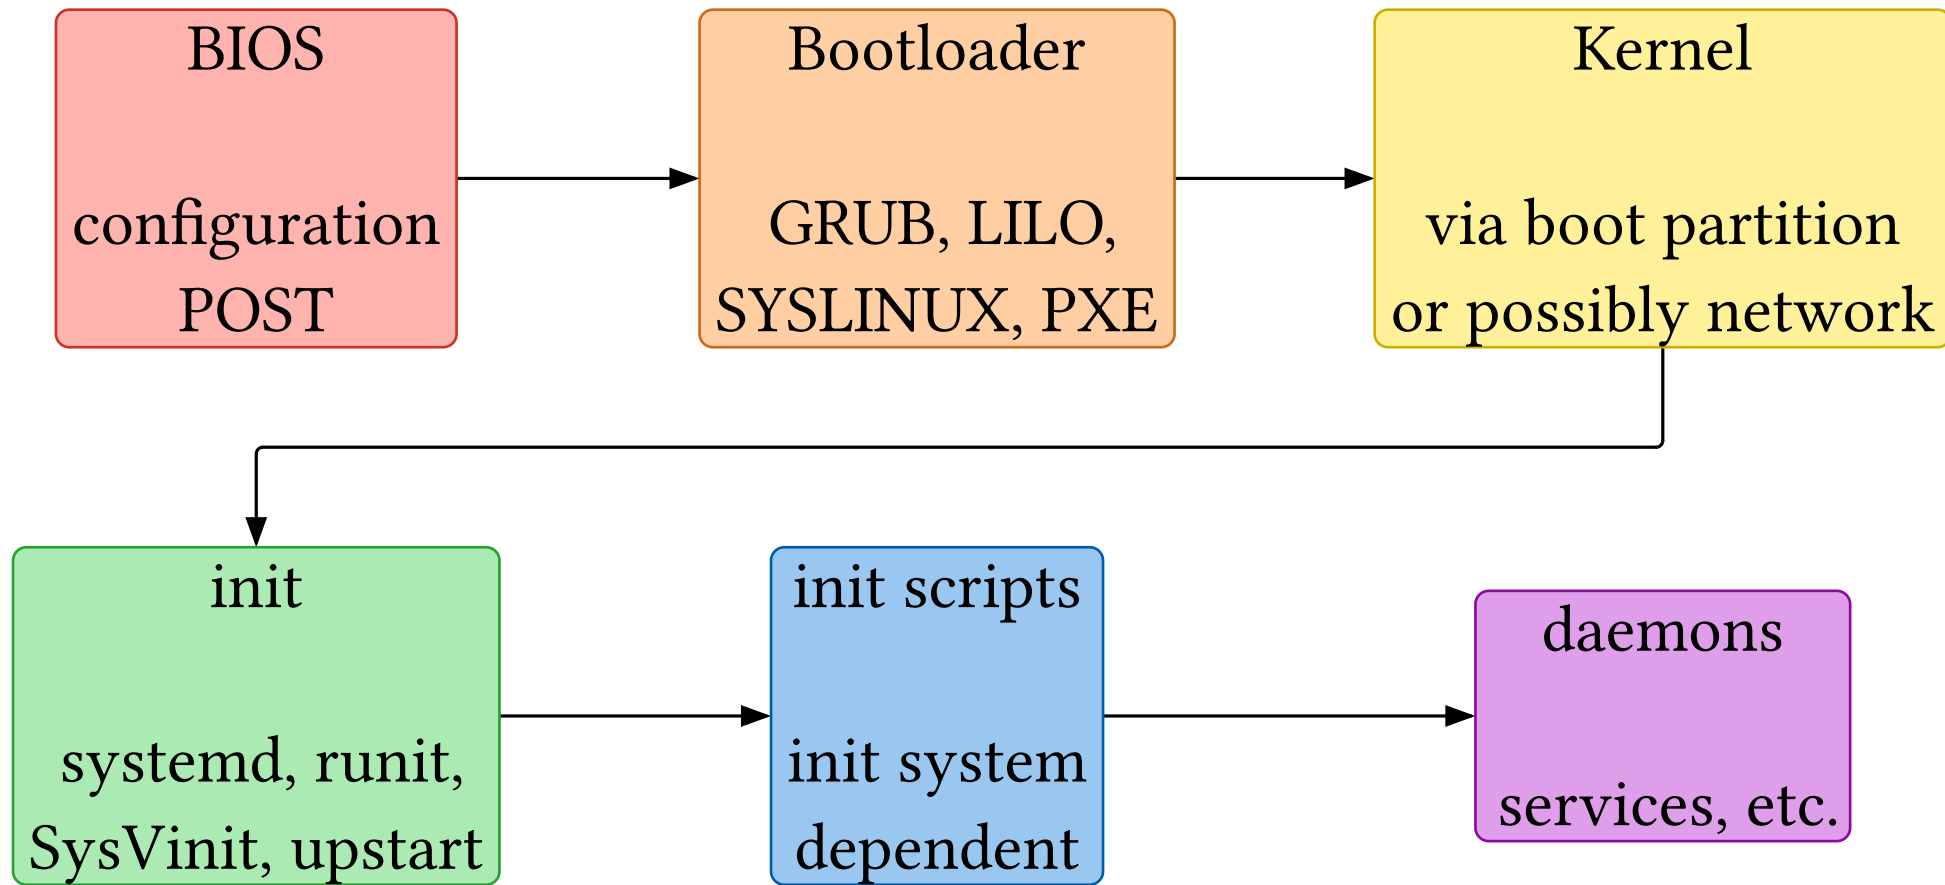 BIOS
configuration
POST
Bootloader
GRUB, LILO,
SYSLINUX, PXE
Kernel
via boot partition
or possibly network
init
systemd, runit,
SysVinit, upstart
init scripts
init system
dependent
daemons
services, etc.